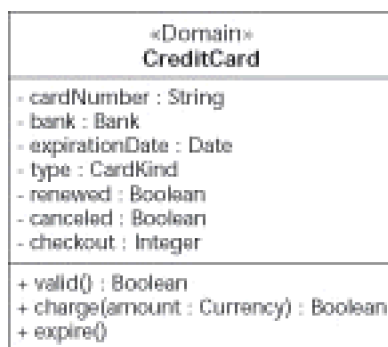 «Domain»
CreditCard
- cardNumber : String
- bank : Bank
- expirationDate : Date
- type : CardKind
- renewed : Boolean
- canceled : Boolean
- checkout : Integer
+ valid() : Boolean
+ charge(amount : Currency) : Boolean
+ expire()